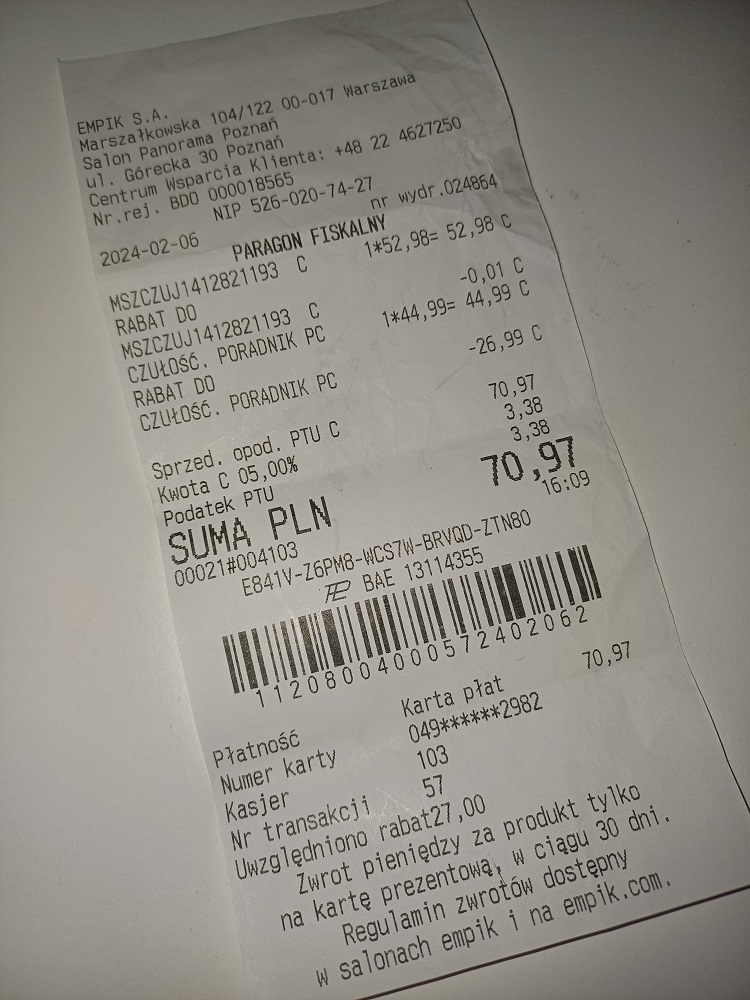 EMPIK S.A.
Marszałkowska 104/122 00-017 Warszawa
Salon Panorama Poznań
ul. Górecka 30 Poznań
Centrum Wsparcia Klienta: +48 22 4627250
Nr.rej. BDO 000018565
NIP 526-020-74-27
2024-02-06 nr wydr.024864
PARAGON FISKALNY
MSZCZUJ1412821193 C 1*52,98= 52,98 C
RABAT DO
MSZCZUJ1412821193 C -0,01 C
CZUŁOŚĆ. PORADNIK PC 1*44,99= 44,99 C
RABAT DO
CZUŁOŚĆ. PORADNIK PC -26,99 C
Sprzed. opod. PTU C 70,97
Kwota C 05,00% 3,38
Podatek PTU 3,38
SUMA PLN 70,97
00021#004103 16:09
E841V-Z6PM8-WCS7W-BRVQD-ZTN80
BAE 13114355
11208004000572402062
Płatność Karta płat 70,97
Numer karty 049******2982
Kasjer 103
Nr transakcji 57
Uwzględniono rabat27,00
Zwrot pieniędzy za produkt tylko
na kartę prezentową, w ciągu 30 dni.
Regulamin zwrotów dostępny
w salonach empik i na empik.com.